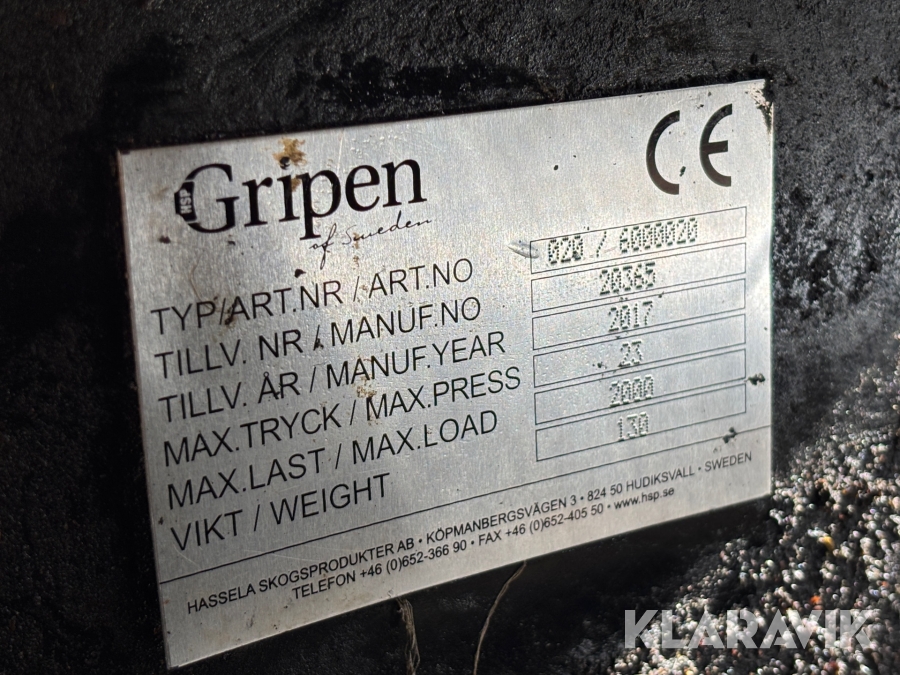 HSP Gripen CE
of Sweden
TYP/ART.NR / ART.NO 020 / 6000020
TILLV. NR / MANUF.NO 20365
TILLV. ÅR / MANUF.YEAR 2017
MAX.TRYCK / MAX.PRESS 23
MAX.LAST / MAX.LOAD 2000
VIKT / WEIGHT 130
HASSELA SKOGSPRODUKTER AB • KÖPMANBERGSVÄGEN 3 • 824 50 HUDIKSVALL • SWEDEN
TELEFON +46 (0)652-366 90 • FAX +46 (0)652-405 50 • www.hsp.se
KLARAVIK